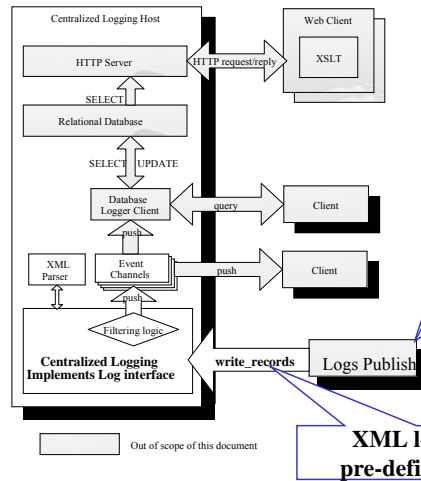 Centralized Logging Host
HTTP Server
SELECT
Relational Database
SELECT UPDATE
Database
Logger Client
push
XML
Parser
Event
Channels
push
Filtering logic
Centralized Logging
Implements Log interface
Web Client
XSLT
HTTP request/reply
query
Client
push
Client
write_records
Logs Publish
XML l
pre-defi
Out of scope of this document